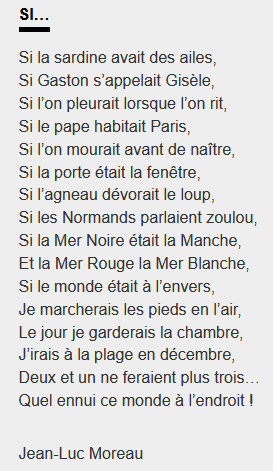 SI...
Si la sardine avait des ailes,
Si Gaston s’appelait Gisèle,
Si l’on pleurait lorsque l’on rit,
Si le pape habitait Paris,
Si l’on mourait avant de naître,
Si la porte était la fenêtre,
Si l’agneau dévorait le loup,
Si les Normands parlaient zoulou,
Si la Mer Noire était la Manche,
Et la Mer Rouge la Mer Blanche,
Si le monde était à l’envers,
Je marcherais les pieds en l’air,
Le jour je garderais la chambre,
J’irais à la plage en décembre,
Deux et un ne feraient plus trois…
Quel ennui ce monde à l’endroit !
Jean-Luc Moreau